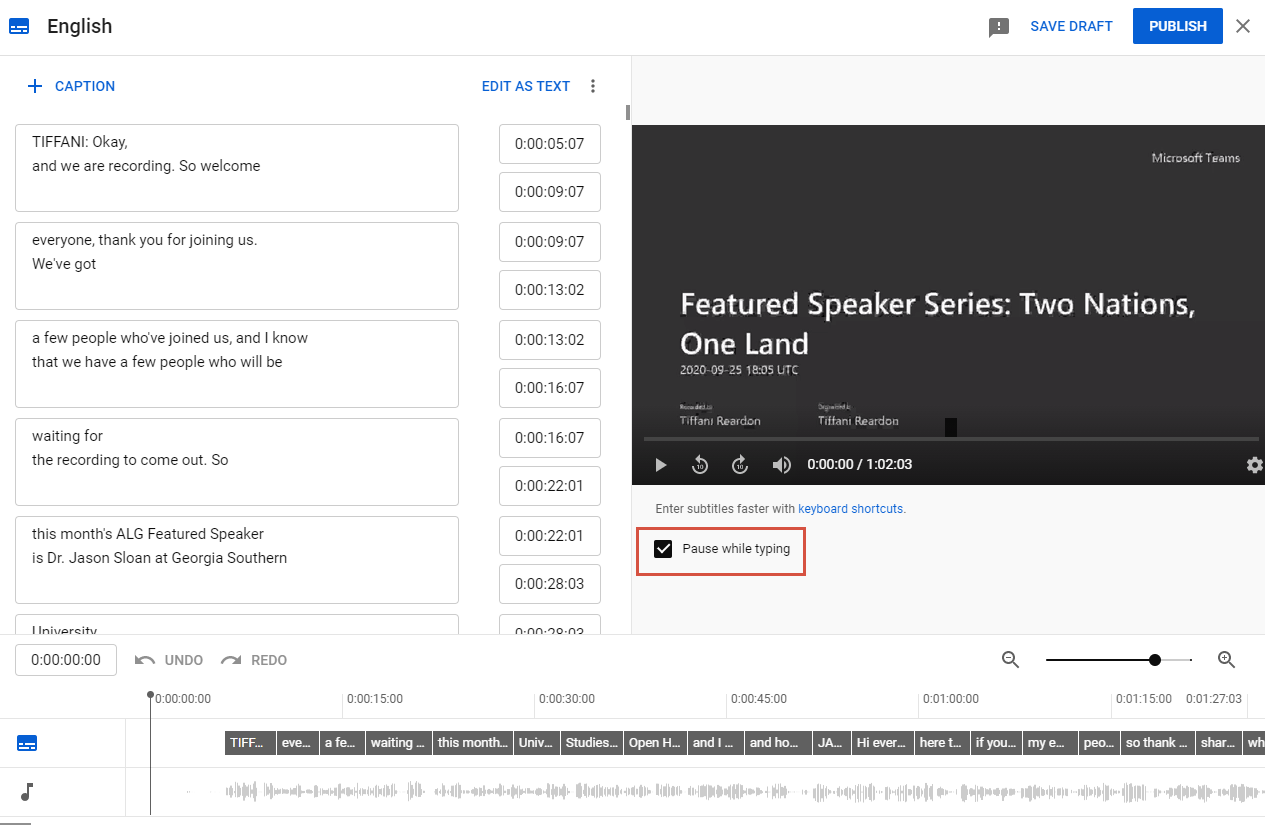 English
SAVE DRAFT
PUBLISH
CAPTION
EDIT AS TEXT
TIFFANI: Okay,
and we are recording. So welcome
0:00:05:07
0:00:09:07
everyone, thank you for joining us.
We've got
0:00:09:07
0:00:13:02
a few people who've joined us, and I know
that we have a few people who will be
0:00:13:02
0:00:16:07
waiting for
the recording to come out. So
0:00:16:07
0:00:22:01
this month's ALG Featured Speaker
is Dr. Jason Sloan at Georgia Southern
0:00:22:01
0:00:28:03
University
0:00:28:03
Microsoft Teams
Featured Speaker Series: Two Nations,
One Land
2020-09-25 18:05 UTC
Recorded by
Organized by
Tiffani Reardon
Tiffani Reardon
10
10
0:00:00 / 1:02:03
Enter subtitles faster with keyboard shortcuts.
Pause while typing
0:00:00:00
UNDO
REDO
0:00:00:00
0:00:15:00
0:00:30:00
0:00:45:00
0:01:00:00
0:01:15:00
0:01:27:03
TIFF...
eve...
a fe...
waiting ...
this month...
Univ...
Studies...
Open H...
and I ...
and ho...
JA...
Hi ever...
here t...
if you...
my e...
peo...
so thank ...
shar...
wh